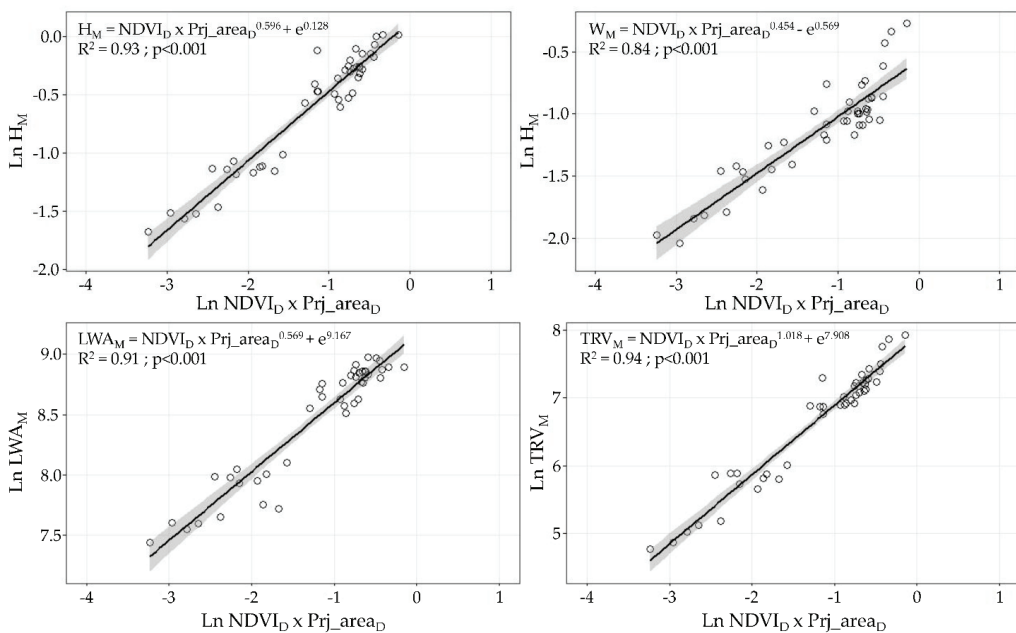 H_M = NDVI_D x Prj_area_D^0.596 + e^0.128
R² = 0.93 ; p<0.001
0.0
-0.5
-1.0
-1.5
-2.0
Ln H_M
-4 -3 -2 -1 0 1
Ln NDVI_D x Prj_area_D
W_M = NDVI_D x Prj_area_D^0.454 - e^0.569
R² = 0.84 ; p<0.001
-0.5
-1.0
-1.5
-2.0
Ln H_M
-4 -3 -2 -1 0 1
Ln NDVI_D x Prj_area_D
LWA_M = NDVI_D x Prj_area_D^0.569 + e^9.167
R² = 0.91 ; p<0.001
9.0
8.5
8.0
7.5
Ln LWA_M
-4 -3 -2 -1 0 1
Ln NDVI_D x Prj_area_D
TRV_M = NDVI_D x Prj_area_D^1.018 + e^7.908
R² = 0.94 ; p<0.001
8
7
6
5
Ln TRV_M
-4 -3 -2 -1 0 1
Ln NDVI_D x Prj_area_D